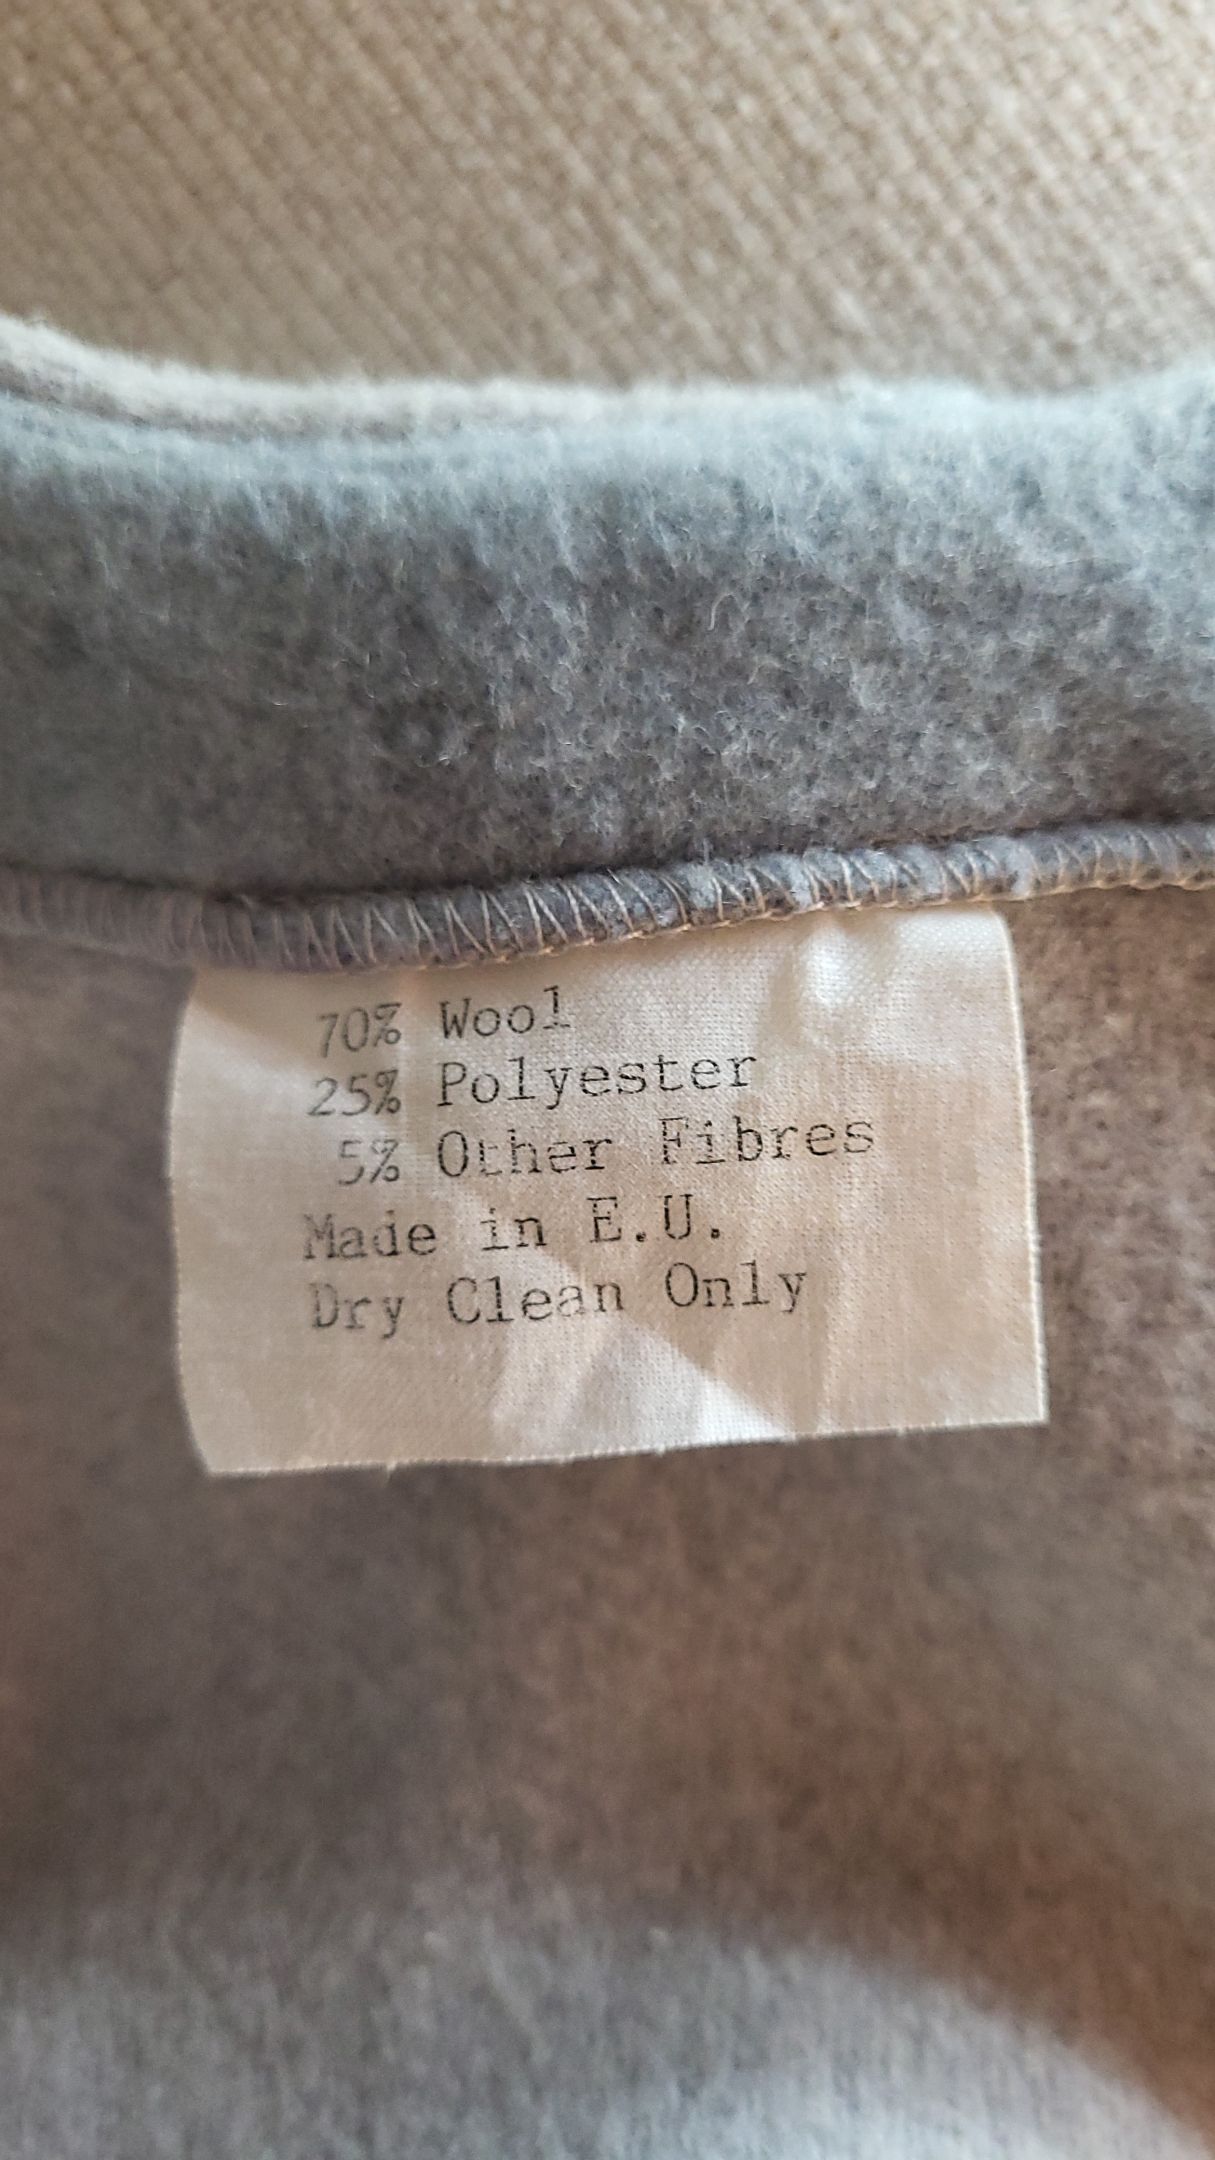 70% Wool
25% Polyester
5% Other Fibres
Made in E.U.
Dry Clean Only